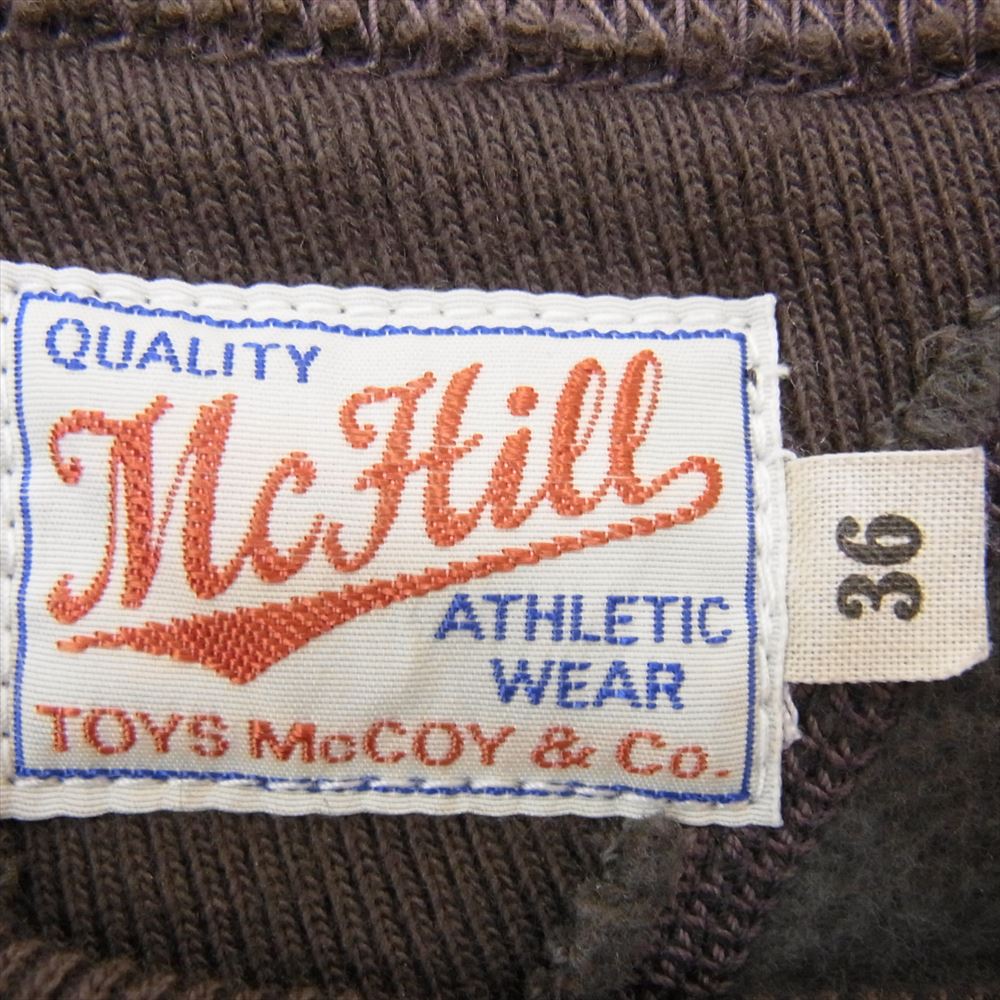 QUALITY
McHill
ATHLETIC
WEAR
TOYS McCOY & Co.
36